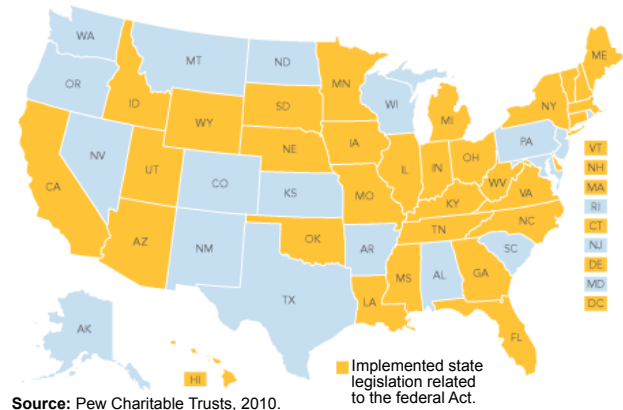 WA
MT
ND
MN
ME
OR
ID
SD
WI
MI
NY
WY
IA
PA
NE
NV
UT
IL
IN
OH
CO
WV
VA
CA
KS
MO
KY
NC
AZ
NM
OK
AR
TN
SC
MS
AL
GA
TX
LA
FL
AK
HI
VT
NH
MA
RI
CT
NJ
DE
MD
DC
Implemented state
legislation related
to the federal Act.
Source: Pew Charitable Trusts, 2010.